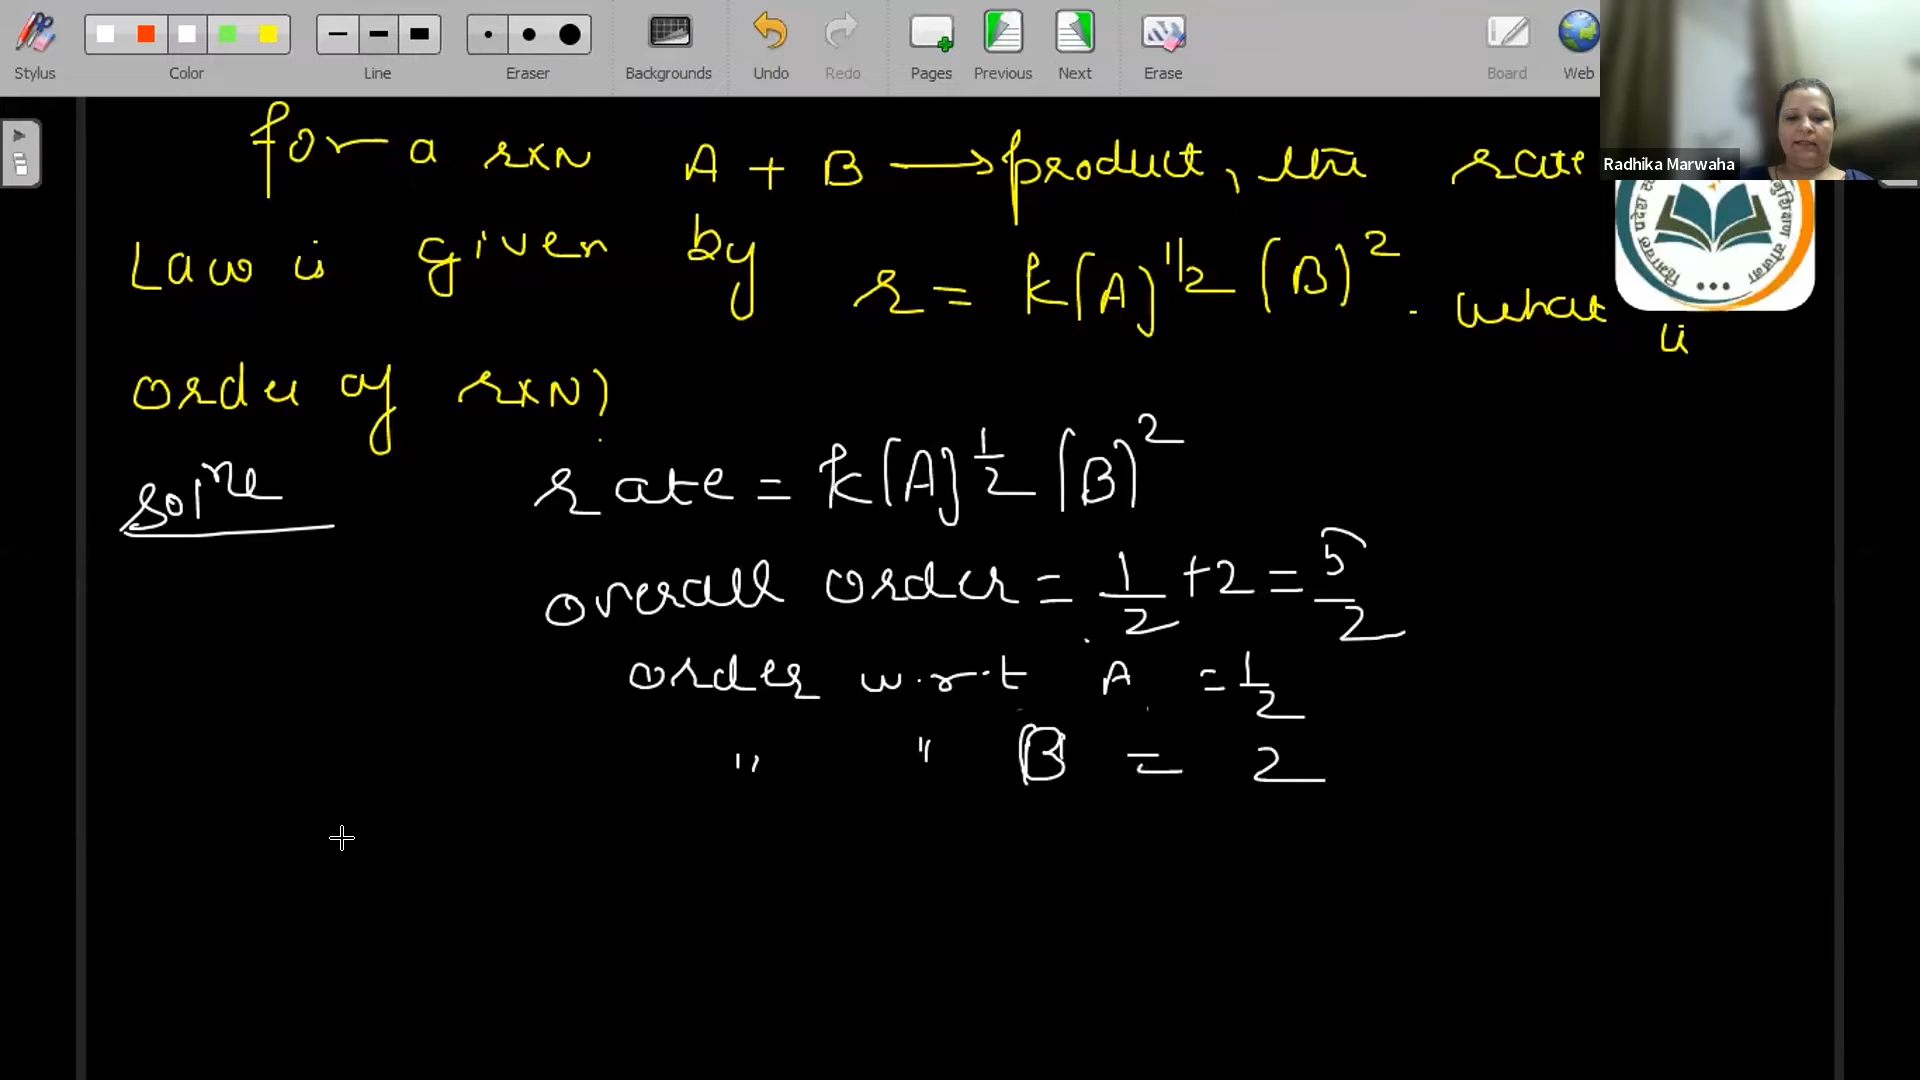 Stylus Color Line Eraser Backgrounds Undo Redo Pages Previous Next Erase Board Web
Radhika Marwaha
for a rxn A + B → product, the rate
Law is given by r = k[A]^1/2 [B]^2 . what is
order of rxn?
rate = k[A]^1/2 [B]^2
overall order = 1/2 + 2 = 5/2
order w.r.t A = 1/2
" " B = 2